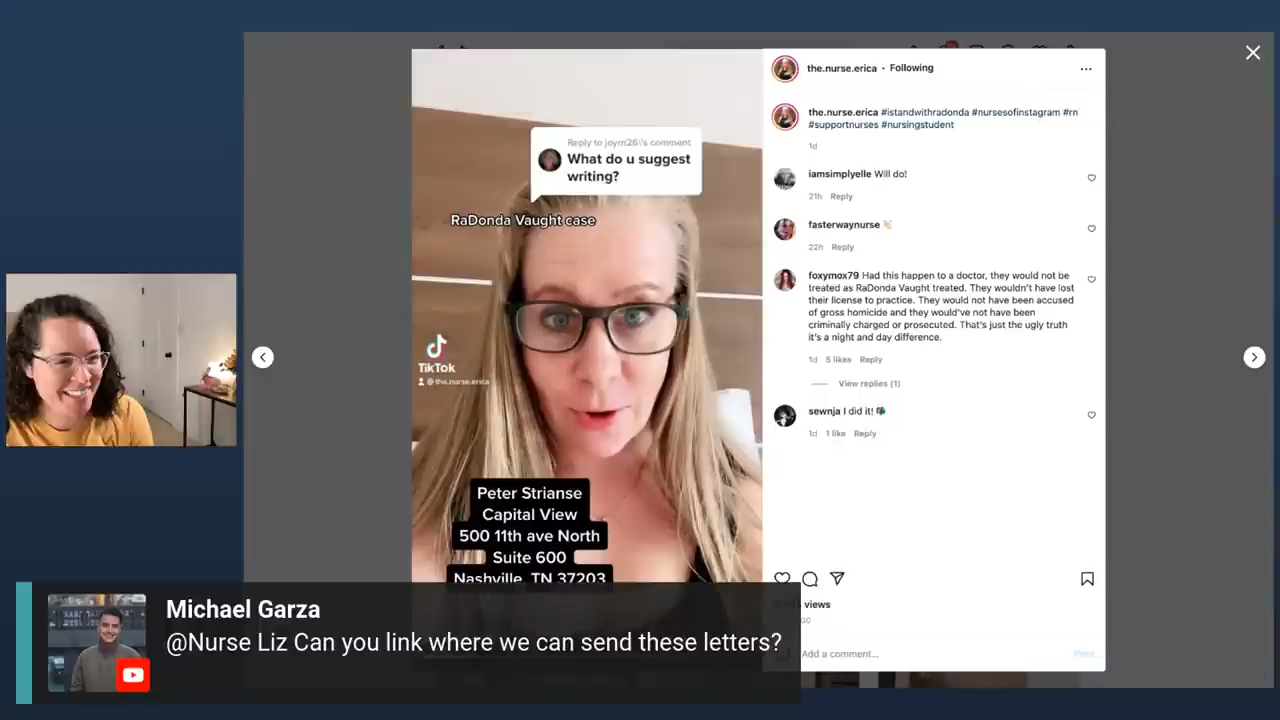 the.nurse.erica • Following
the.nurse.erica #istandwithradonda #nursesofinstagram #rn
#supportnurses #nursingstudent
1d
iamsimplyelle Will do!
21h Reply
fasterwaynurse
22h Reply
foxymox79 Had this happen to a doctor, they would not be
treated as RaDonda Vaught treated. They wouldn't have lost
their license to practice. They would not have been accused
of gross homicide and they would've not have been
criminally charged or prosecuted. That's just the ugly truth
it's a night and day difference.
1d 5 likes Reply
View replies (1)
sewnja I did it!
1d 1 like Reply
views
Add a comment...
Post
Reply to joyrn26's comment
What do u suggest
writing?
RaDonda Vaught case
TikTok
@the.nurse.erica
Peter Strianse
Capital View
500 11th ave North
Suite 600
Nashville, TN 37203
Michael Garza
@Nurse Liz Can you link where we can send these letters?